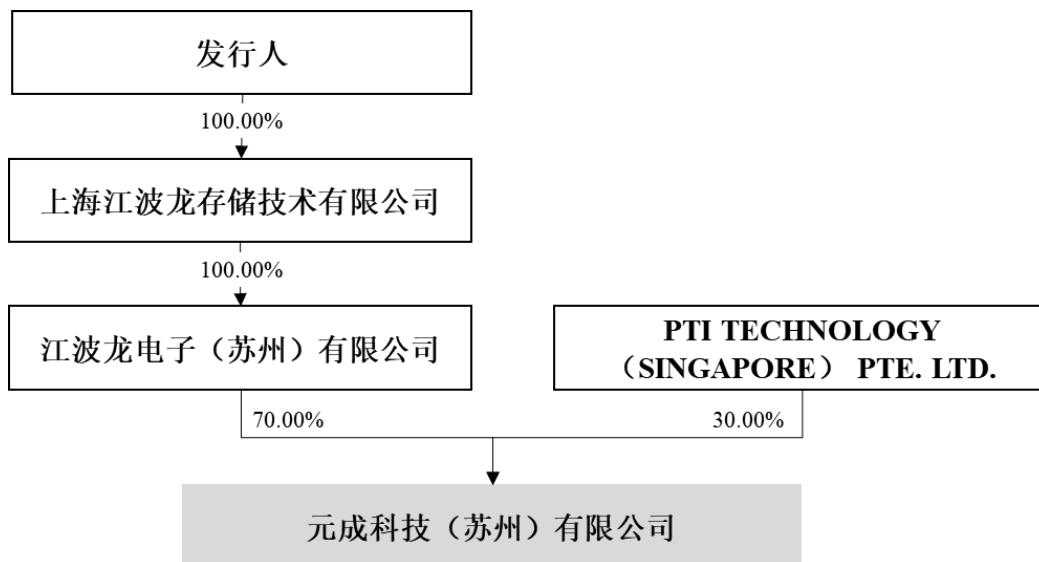 发行人
100.00%
上海江波龙存储技术有限公司
100.00%
江波龙电子（苏州）有限公司
PTI TECHNOLOGY
（SINGAPORE） PTE. LTD.
70.00%
30.00%
元成科技（苏州）有限公司